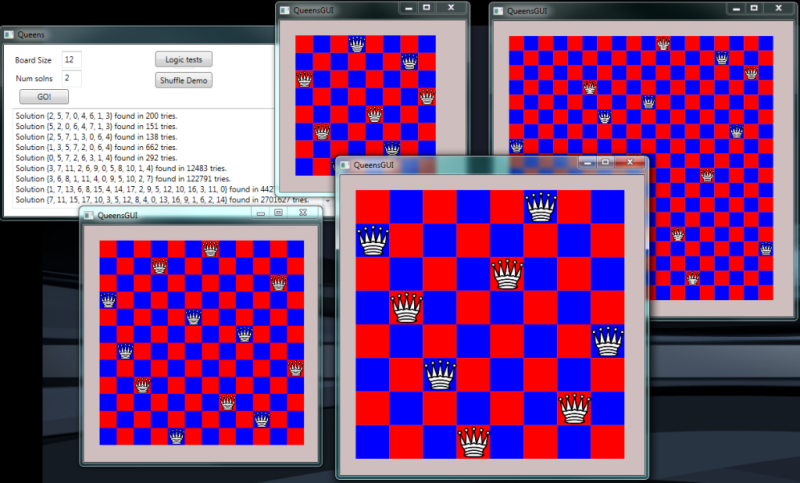 Queens
Board Size 12 Logic tests
Num solns 2 Shuffle Demo
GO!
Solution {2, 5, 7, 0, 4, 6, 1, 3} found in 200 tries.
Solution {5, 2, 0, 6, 4, 7, 1, 3} found in 151 tries.
Solution {2, 5, 7, 1, 3, 0, 6, 4} found in 138 tries.
Solution {1, 3, 5, 7, 2, 0, 6, 4} found in 662 tries.
Solution {0, 5, 7, 2, 6, 3, 1, 4} found in 292 tries.
Solution {3, 7, 11, 2, 6, 9, 0, 5, 8, 10, 1, 4} found in 12483 tries.
Solution {3, 6, 8, 1, 11, 4, 0, 9, 5, 10, 2, 7} found in 122791 tries.
Solution {1, 7, 13, 6, 8, 15, 4, 14, 17, 2, 9, 5, 12, 10, 16, 3, 11, 0} found in 442
Solution {7, 11, 15, 17, 10, 3, 5, 12, 8, 4, 0, 13, 16, 9, 1, 6, 2, 14} found in 2701627 tries.
QueensGUI
QueensGUI
QueensGUI
QueensGUI